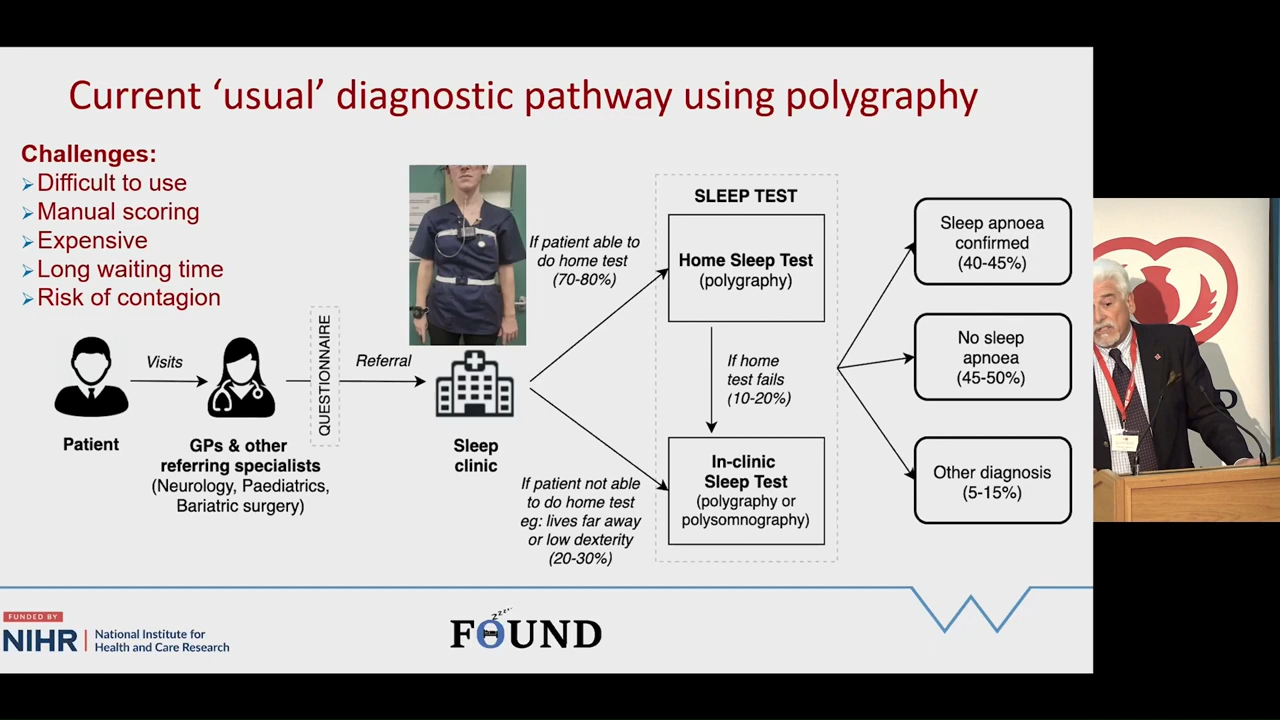 Current ‘usual’ diagnostic pathway using polygraphy
Challenges:
Difficult to use
Manual scoring
Expensive
Long waiting time
Risk of contagion
Patient
Visits
GPs & other
referring specialists
(Neurology, Paediatrics,
Bariatric surgery)
QUESTIONNAIRE
Referral
Sleep
clinic
If patient able to
do home test
(70-80%)
If patient not able
to do home test
eg: lives far away
or low dexterity
(20-30%)
SLEEP TEST
Home Sleep Test
(polygraphy)
If home
test fails
(10-20%)
In-clinic
Sleep Test
(polygraphy or
polysomnography)
Sleep apnoea
confirmed
(40-45%)
No sleep
apnoea
(45-50%)
Other diagnosis
(5-15%)
FUNDED BY
NIHR
National Institute for
Health and Care Research
zzzz
FOUND